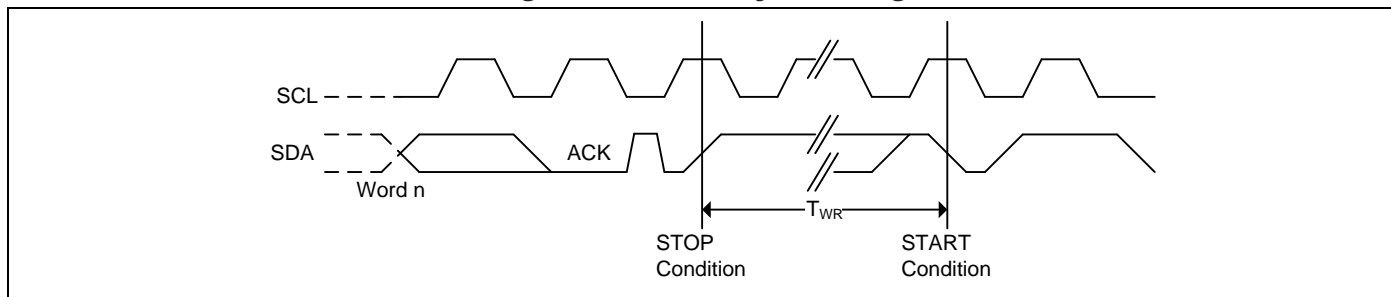 SCL
SDA
ACK
Word n
TWR
STOP
Condition
START
Condition